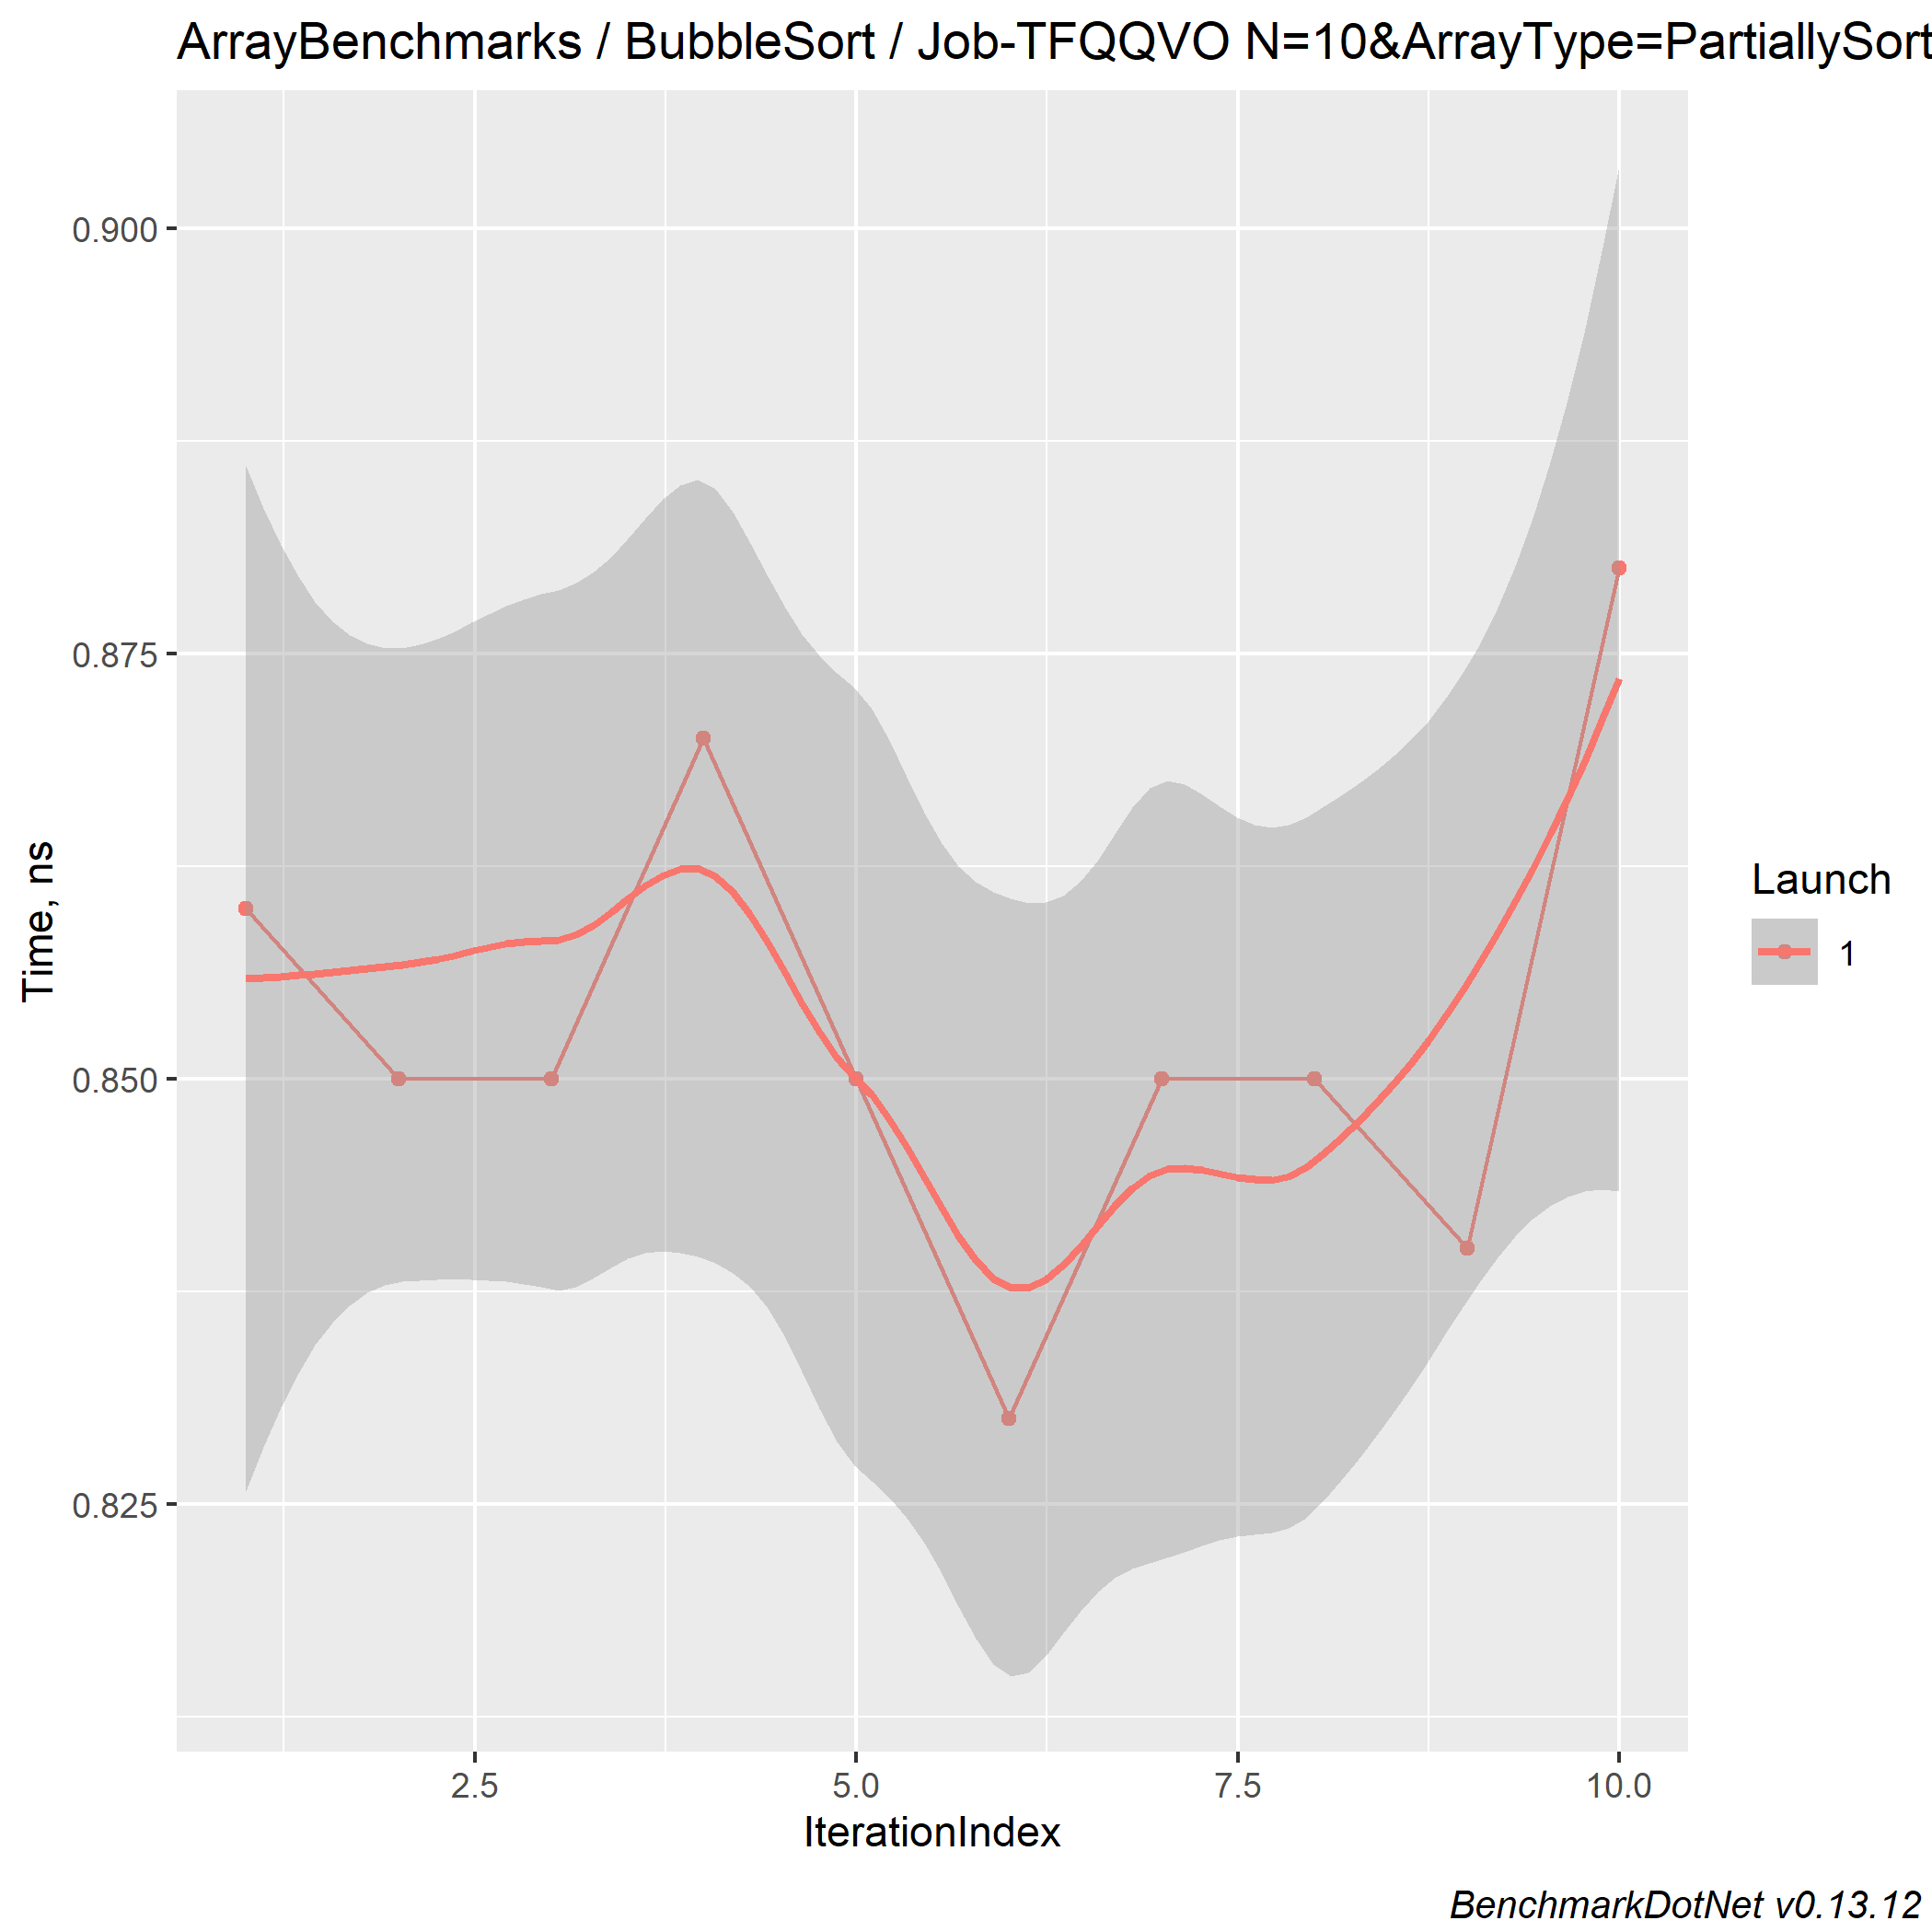 ArrayBenchmarks / BubbleSort / Job-TFQQVO N=10&ArrayType=PartiallySort
0.900
0.875
0.850
0.825
Time, ns
2.5 5.0 7.5 10.0
IterationIndex
Launch
1
BenchmarkDotNet v0.13.12